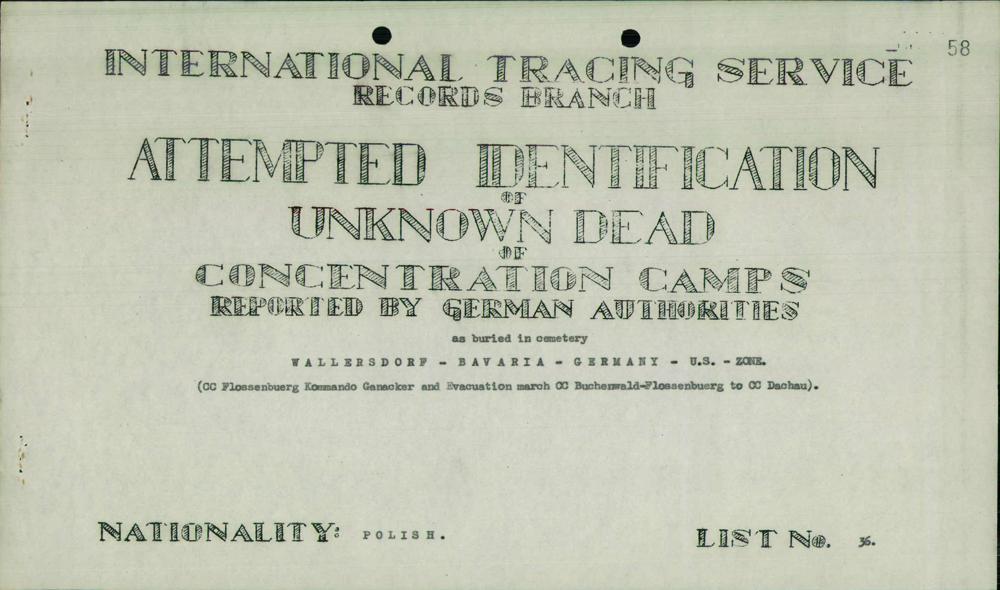 58
INTERNATIONAL TRACING SERVICE
RECORDS BRANCH
ATTEMPTED IDENTIFICATION
OF
UNKNOWN DEAD
OF
CONCENTRATION CAMPS
REPORTED BY GERMAN AUTHORITIES
as buried in cemetery
WALLERSDORF - BAVARIA - GERMANY - U.S. - ZONE.
(CC Flossenbuerg Kommando Ganacker and Evacuation march CC Buchenwald-Flossenbuerg to CC Dachau).
NATIONALITY: POLISH. LIST No. 36.